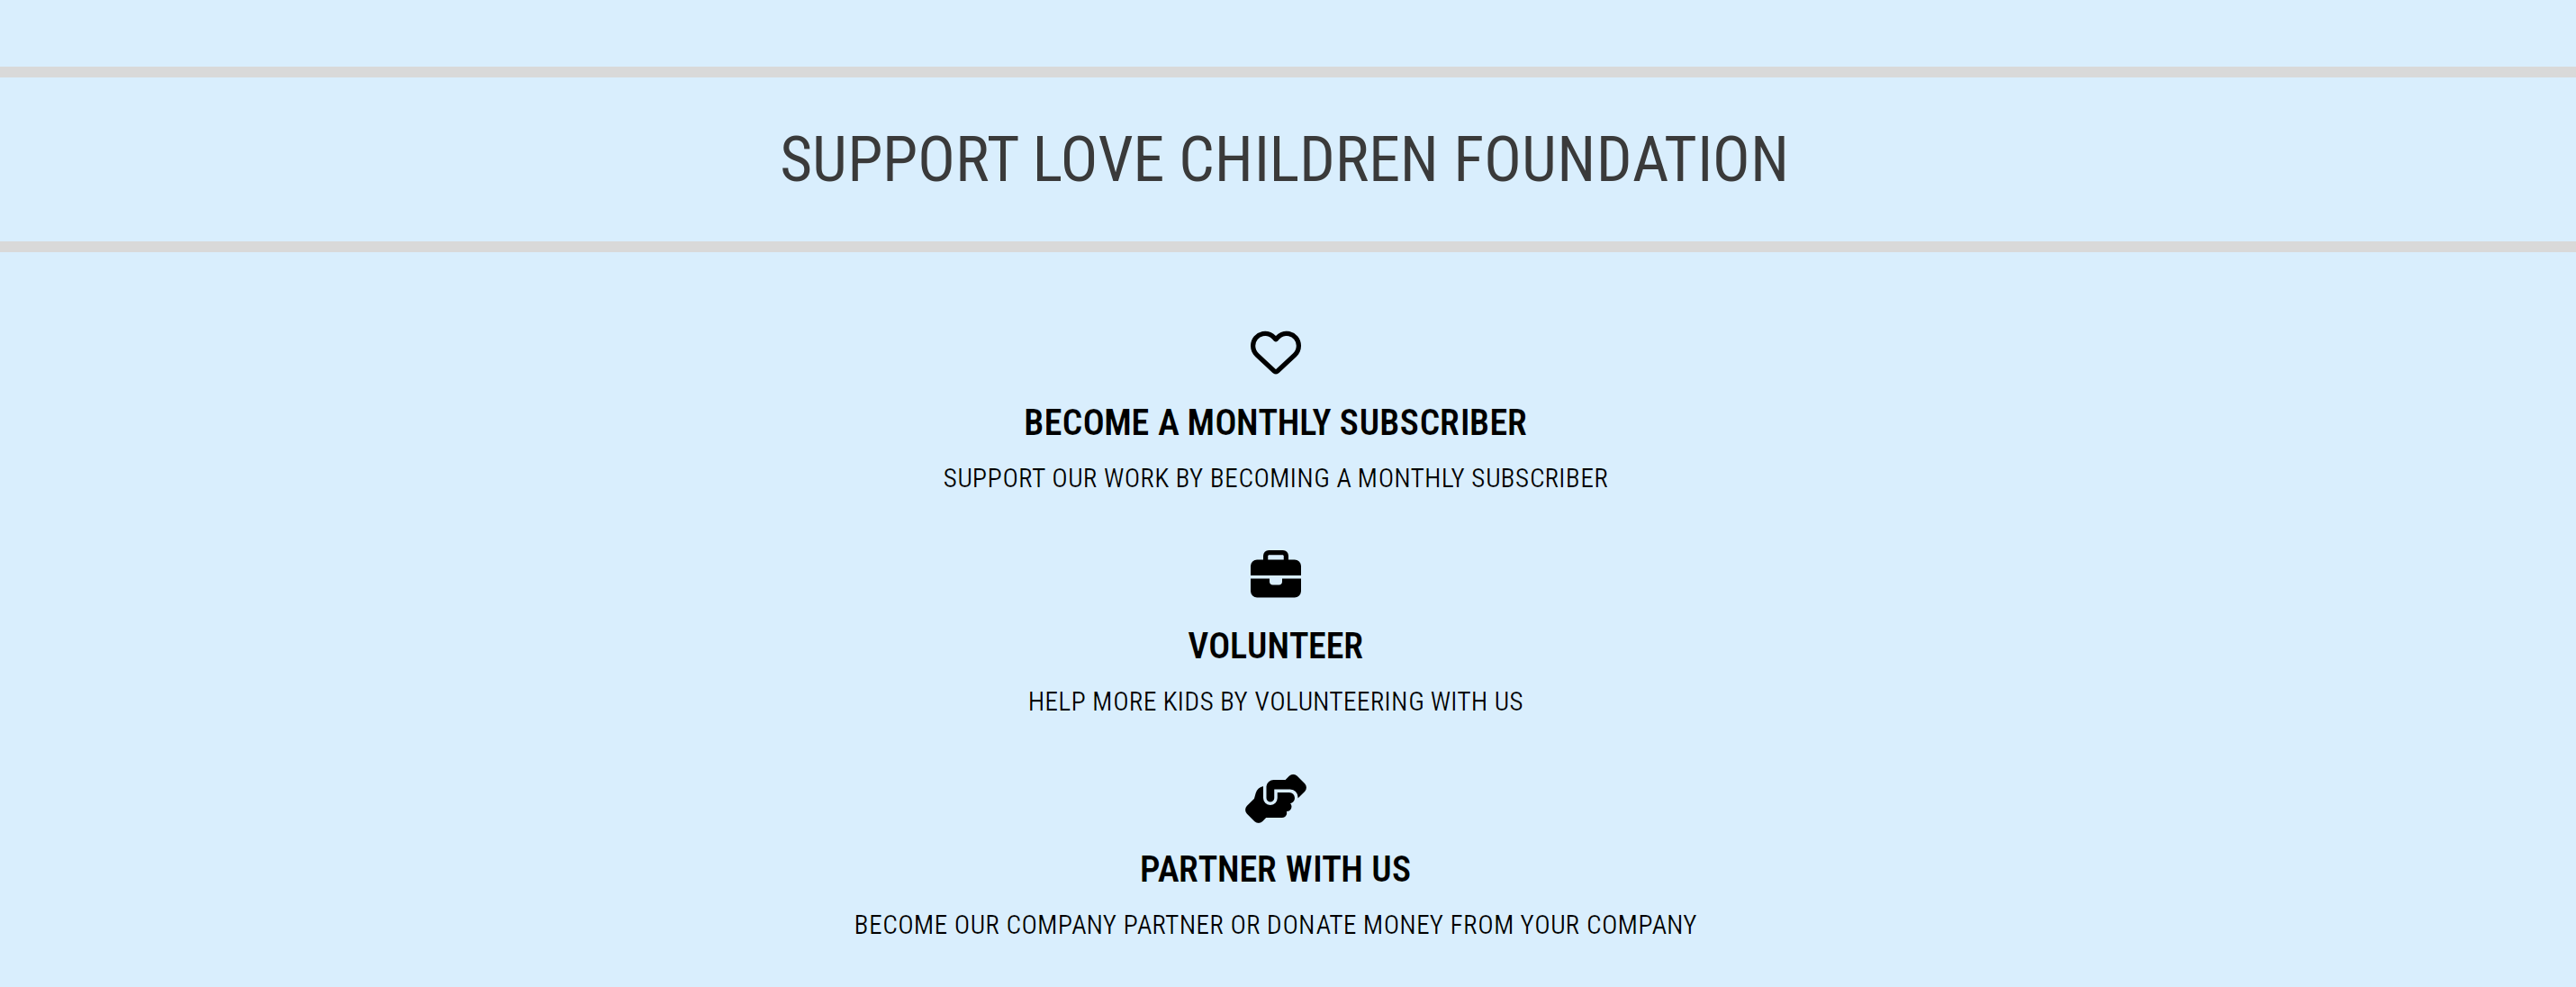 SUPPORT LOVE CHILDREN FOUNDATION
BECOME A MONTHLY SUBSCRIBER
SUPPORT OUR WORK BY BECOMING A MONTHLY SUBSCRIBER
VOLUNTEER
HELP MORE KIDS BY VOLUNTEERING WITH US
PARTNER WITH US
BECOME OUR COMPANY PARTNER OR DONATE MONEY FROM YOUR COMPANY